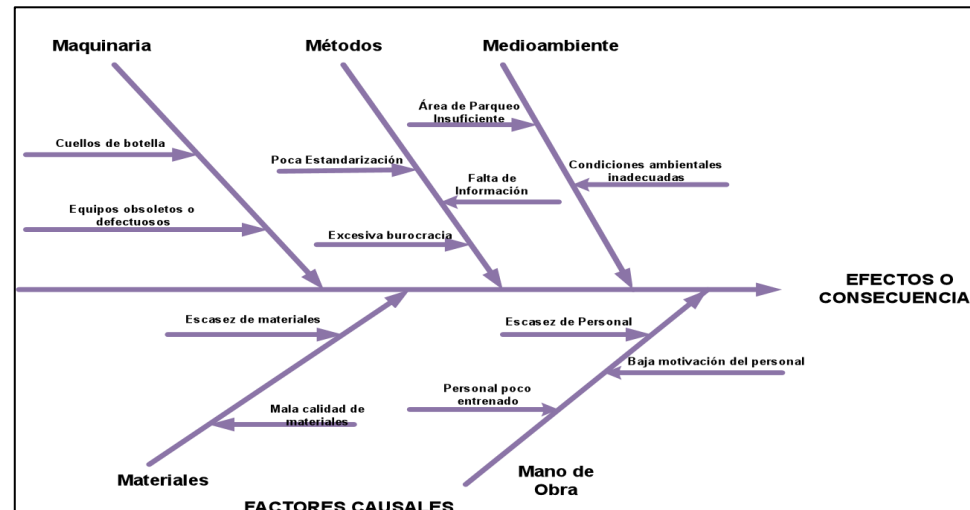 Maquinaria
Métodos
Medioambiente
Área de Parqueo
Insuficiente
Cuellos de botella
Poca Estandarización
Condiciones ambientales
inadecuadas
Falta de
Información
Equipos obsoletos o
defectuosos
Excesiva burocracia
EFECTOS O
CONSECUENCIA
Escasez de materiales
Escasez de Personal
Baja motivación del personal
Personal poco
entrenado
Mala calidad de
materiales
Materiales
Mano de
Obra
FACTORES CAUSALES